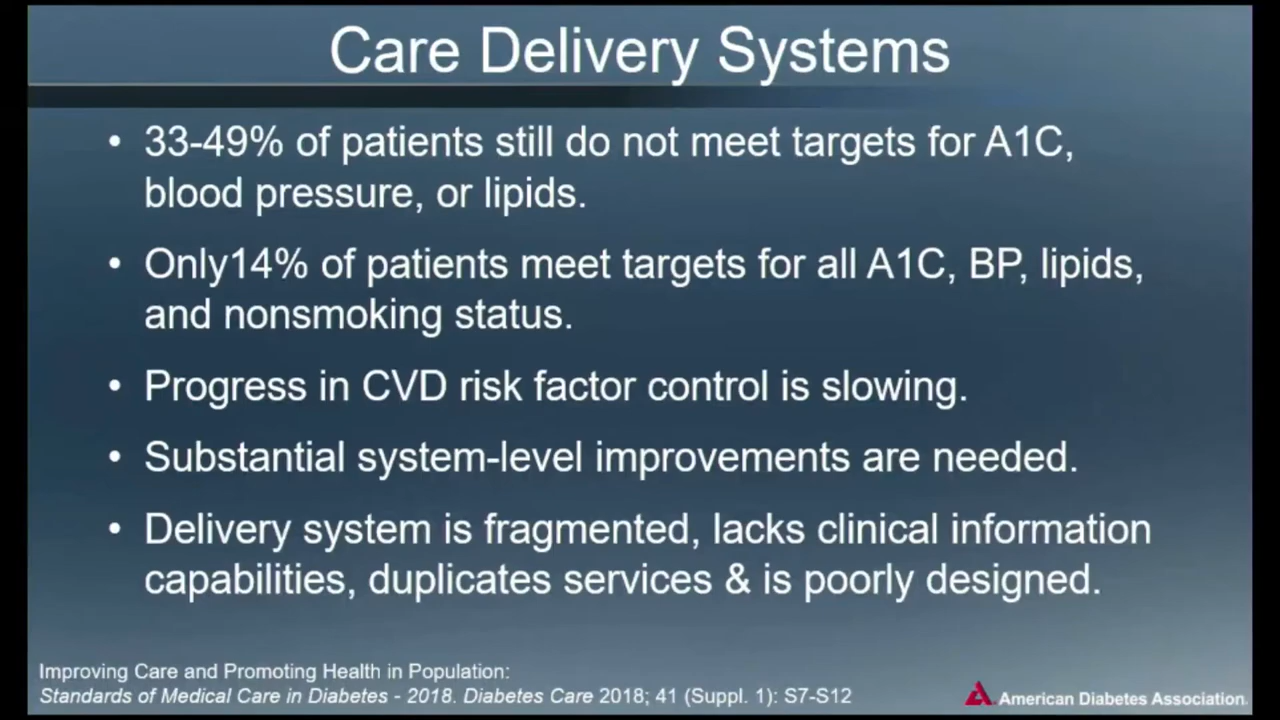 Care Delivery Systems
• 33-49% of patients still do not meet targets for A1C,
blood pressure, or lipids.
• Only14% of patients meet targets for all A1C, BP, lipids,
and nonsmoking status.
• Progress in CVD risk factor control is slowing.
• Substantial system-level improvements are needed.
• Delivery system is fragmented, lacks clinical information
capabilities, duplicates services & is poorly designed.
Improving Care and Promoting Health in Population:
Standards of Medical Care in Diabetes - 2018. Diabetes Care 2018; 41 (Suppl. 1): S7-S12
American Diabetes Association.